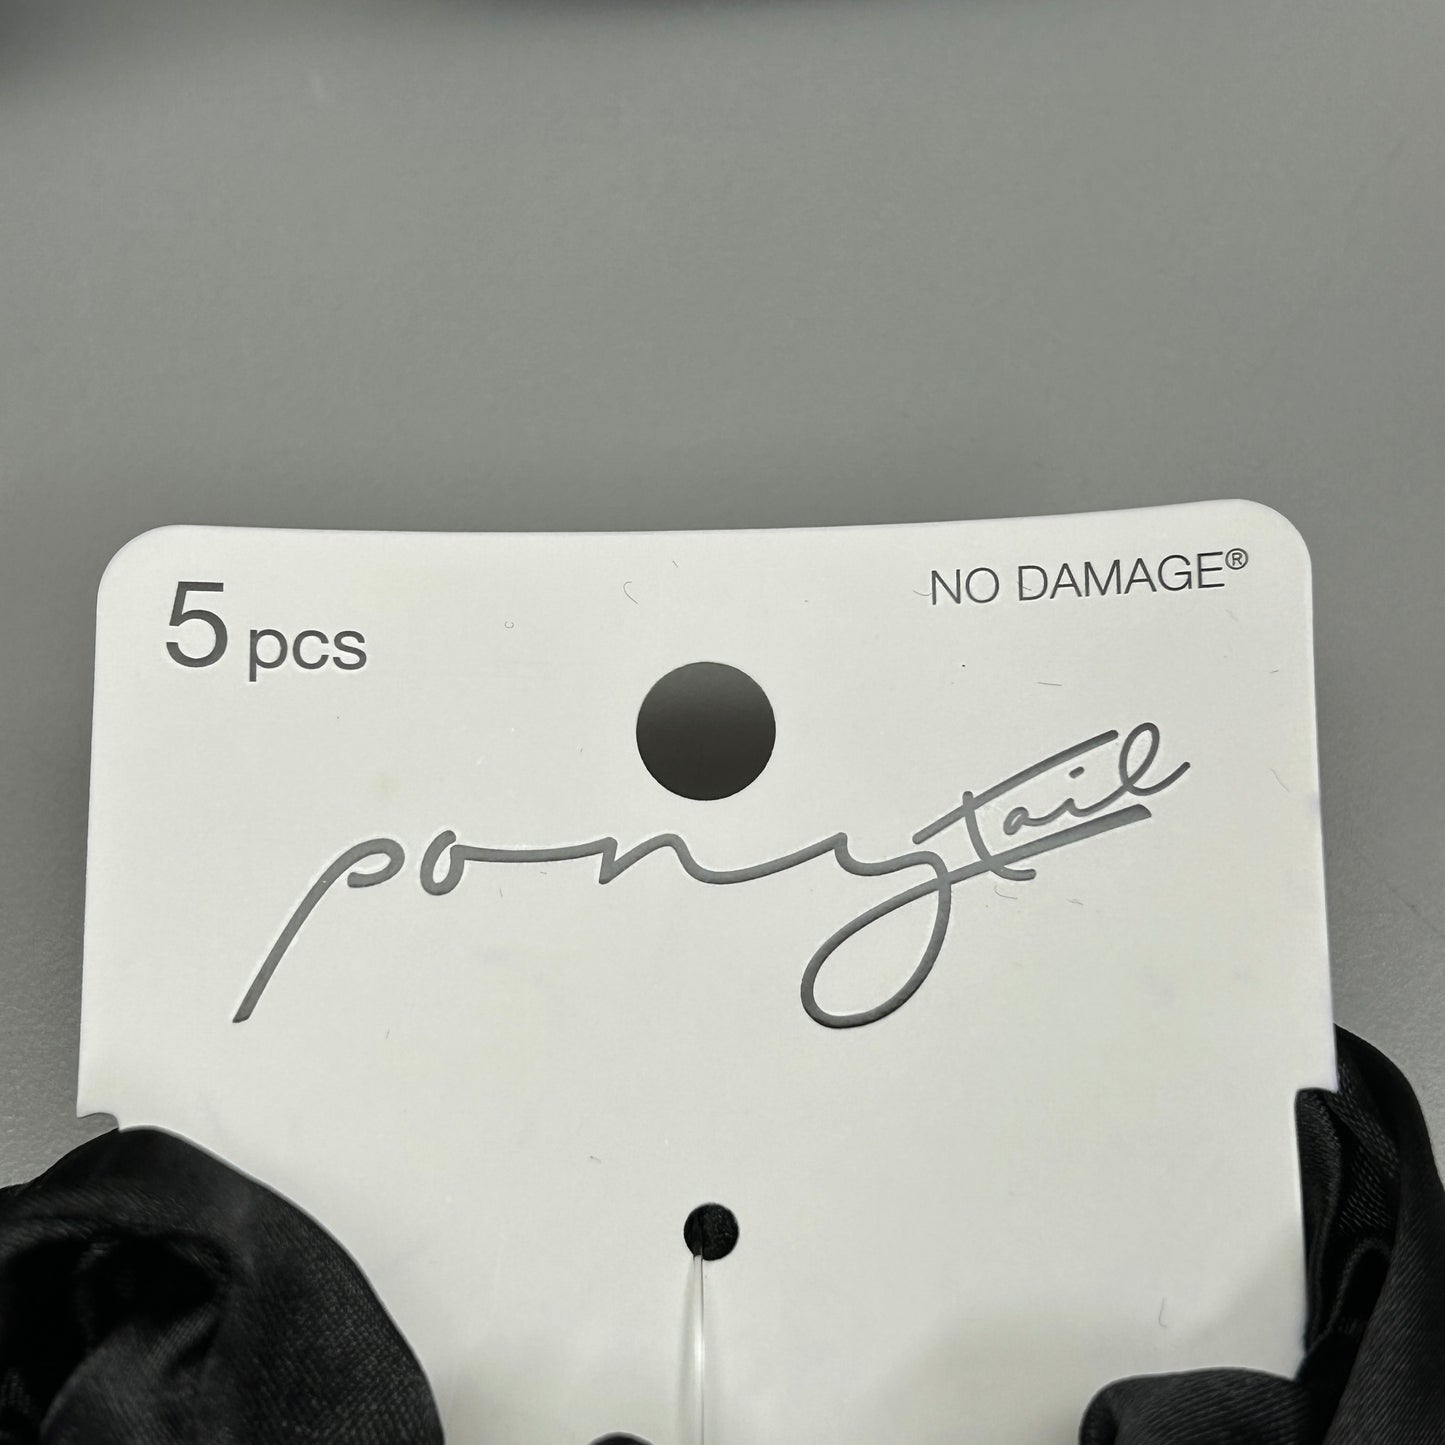 5 pcs
NO DAMAGE®
ponytail